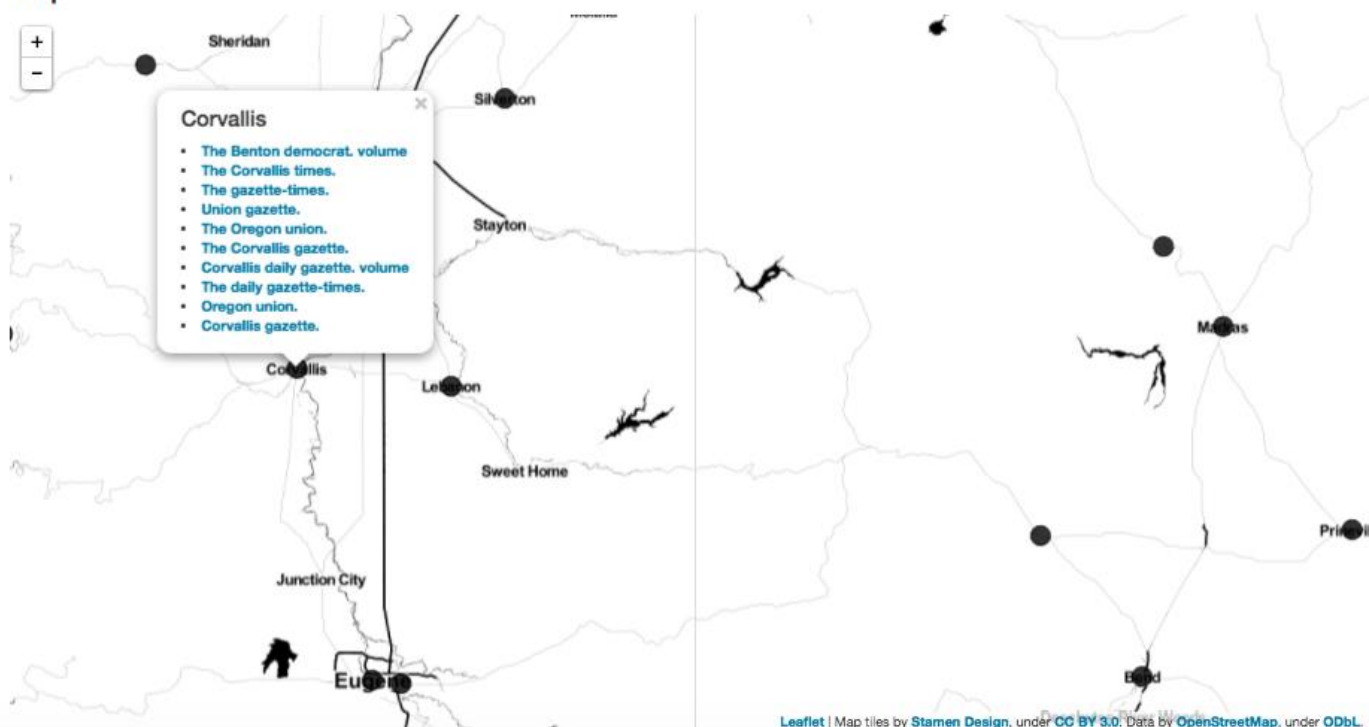 +
−
Sheridan
Silverton
Corvallis
×
The Benton democrat. volume
The Corvallis times.
The gazette-times.
Union gazette.
The Oregon union.
The Corvallis gazette.
Corvallis daily gazette. volume
The daily gazette-times.
Oregon union.
Corvallis gazette.
Stayton
Madras
Corvallis
Lebanon
Sweet Home
Junction City
Eugene
Bend
Leaflet | Map tiles by Stamen Design, under CC BY 3.0. Data by OpenStreetMap, under ODbL.